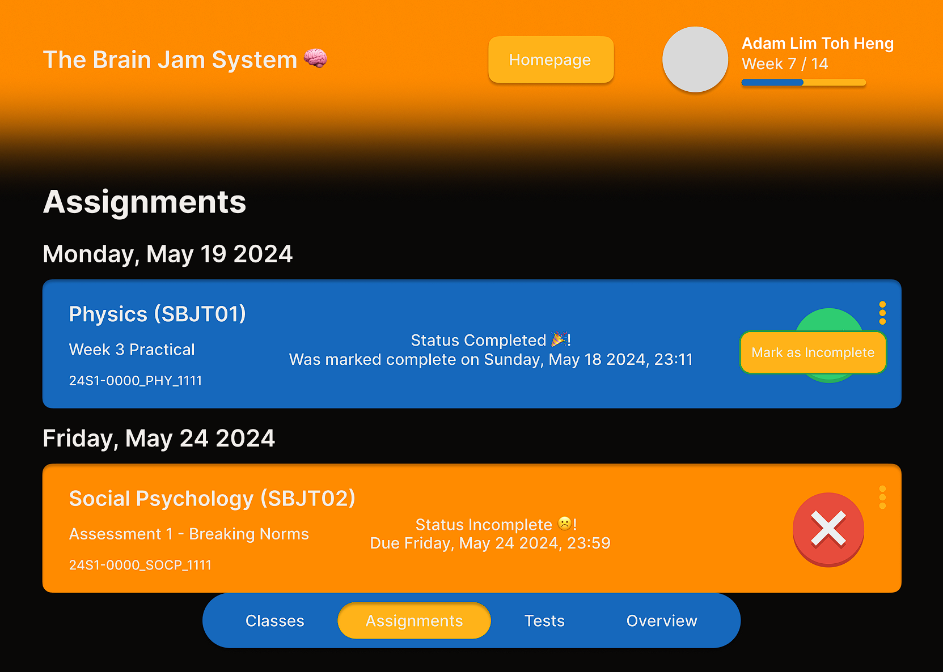 The Brain Jam System 🧠
Homepage
Adam Lim Toh Heng
Week 7 / 14
Assignments
Monday, May 19 2024
Physics (SBJT01)
Week 3 Practical
24S1-0000_PHY_1111
Status Completed 🎉!
Was marked complete on Sunday, May 18 2024, 23:11
Mark as Incomplete
Friday, May 24 2024
Social Psychology (SBJT02)
Assessment 1 - Breaking Norms
24S1-0000_SOCP_1111
Status Incomplete ☹️!
Due Friday, May 24 2024, 23:59
Classes
Assignments
Tests
Overview